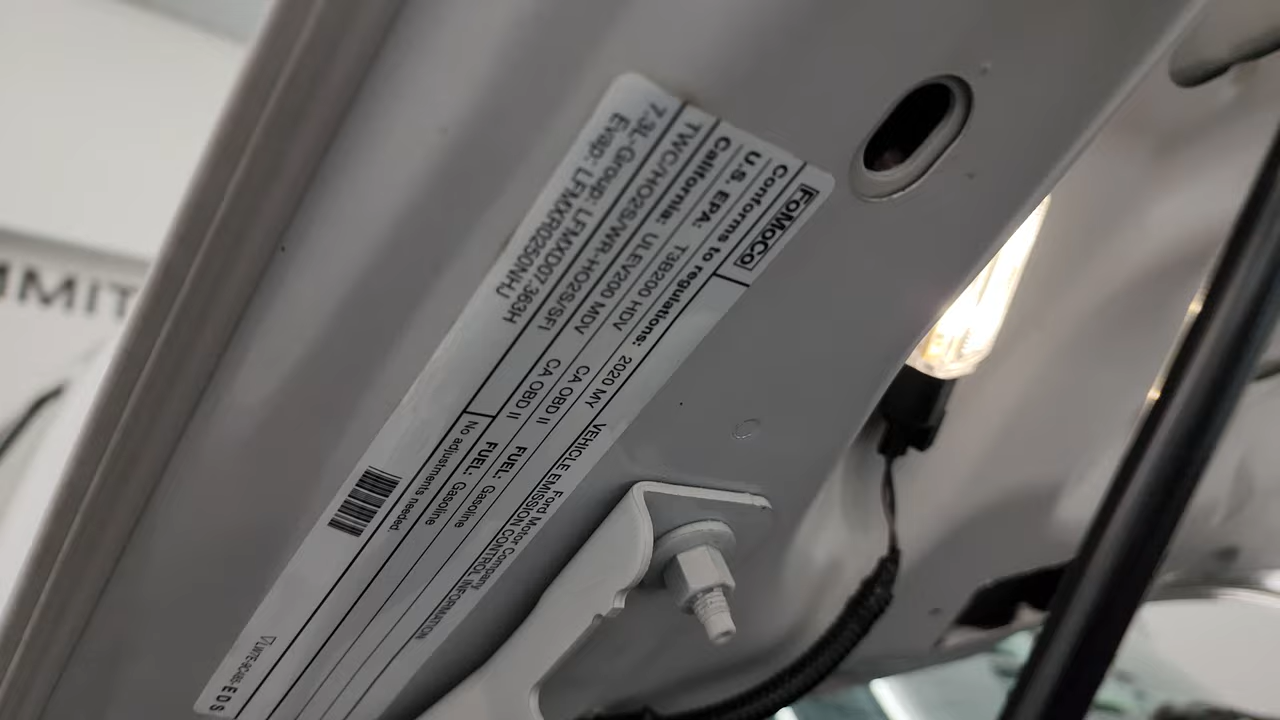 FoMoCo
Ford Motor Company
VEHICLE EMISSION CONTROL INFORMATION
Conforms to regulations: 2020 MY
U.S. EPA: T3B200 HDV CA OBD II FUEL: Gasoline
California: ULEV200 MDV CA OBD II FUEL: Gasoline
TWC/HO2S/WR-HO2S/SFI No adjustments needed.
7.3L-Group: LFMXD07.363H
Evap: LFMXR0250NHJ
EDS
MMIT